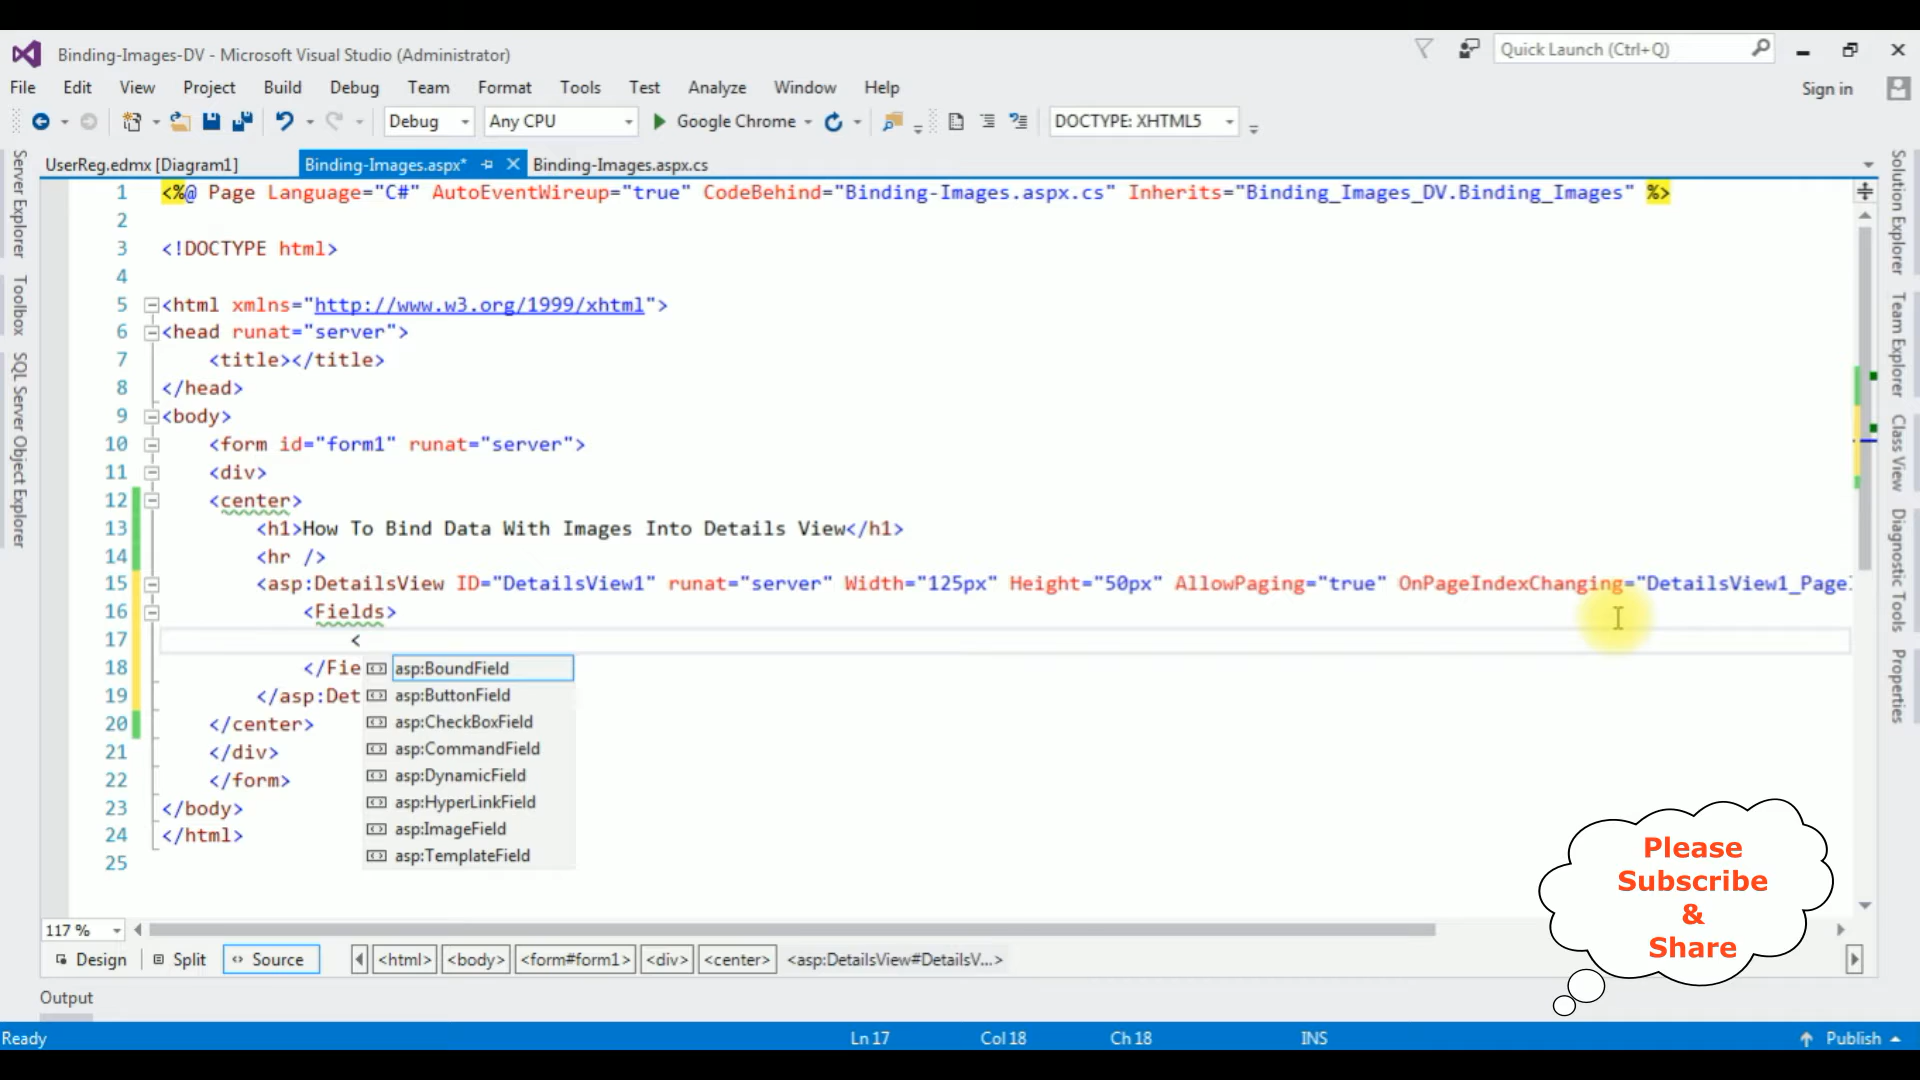 Binding-Images-DV - Microsoft Visual Studio (Administrator)
Quick Launch (Ctrl+Q)
File Edit View Project Build Debug Team Format Tools Test Analyze Window Help
Sign in
Debug Any CPU Google Chrome DOCTYPE: XHTML5
UserReg.edmx [Diagram1] Binding-Images.aspx* Binding-Images.aspx.cs
Server Explorer
Toolbox
SQL Server Object Explorer
1 <%@ Page Language="C#" AutoEventWireup="true" CodeBehind="Binding-Images.aspx.cs" Inherits="Binding_Images_DV.Binding_Images" %>
2
3 <!DOCTYPE html>
4
5 <html xmlns="http://www.w3.org/1999/xhtml">
6 <head runat="server">
7 <title></title>
8 </head>
9 <body>
10 <form id="form1" runat="server">
11 <div>
12 <center>
13 <h1>How To Bind Data With Images Into Details View</h1>
14 <hr />
15 <asp:DetailsView ID="DetailsView1" runat="server" Width="125px" Height="50px" AllowPaging="true" OnPageIndexChanging="DetailsView1_Page
16 <Fields>
17 <
18 </Fie
19 </asp:Det
20 </center>
21 </div>
22 </form>
23 </body>
24 </html>
25
asp:BoundField
asp:ButtonField
asp:CheckBoxField
asp:CommandField
asp:DynamicField
asp:HyperLinkField
asp:ImageField
asp:TemplateField
Solution Explorer
Team Explorer
Class View
Diagnostic Tools
Properties
Please
Subscribe
&
Share
117 %
Design Split Source <html> <body> <form#form1> <div> <center> <asp:DetailsView#DetailsV...>
Output
Ready Ln 17 Col 18 Ch 18 INS Publish